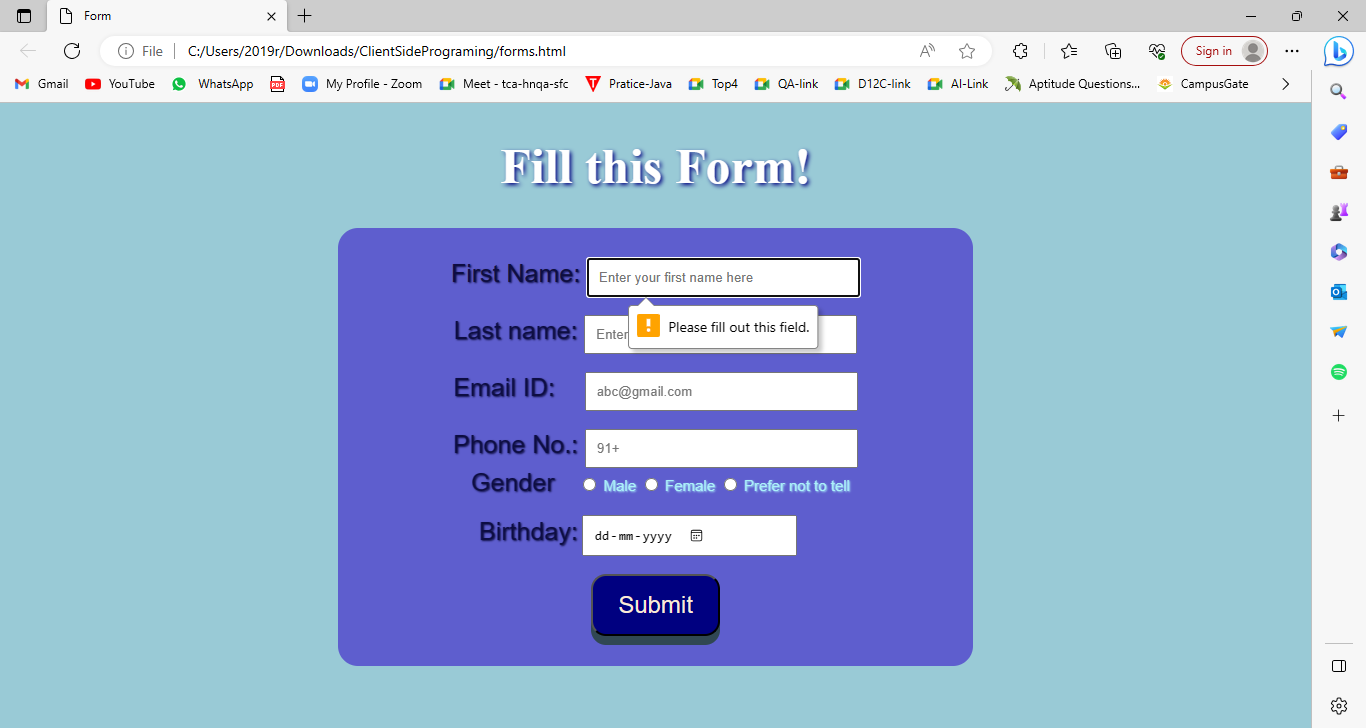 Form
File C:/Users/2019r/Downloads/ClientSidePrograming/forms.html Sign in
Gmail YouTube WhatsApp PDF My Profile - Zoom Meet - tca-hnqa-sfc Pratice-Java Top4 QA-link D12C-link AI-Link Aptitude Questions... CampusGate
Fill this Form!
First Name: Enter your first name here
Please fill out this field.
Last name: Enter
Email ID: abc@gmail.com
Phone No.: 91+
Gender Male Female Prefer not to tell
Birthday: dd-mm-yyyy
Submit